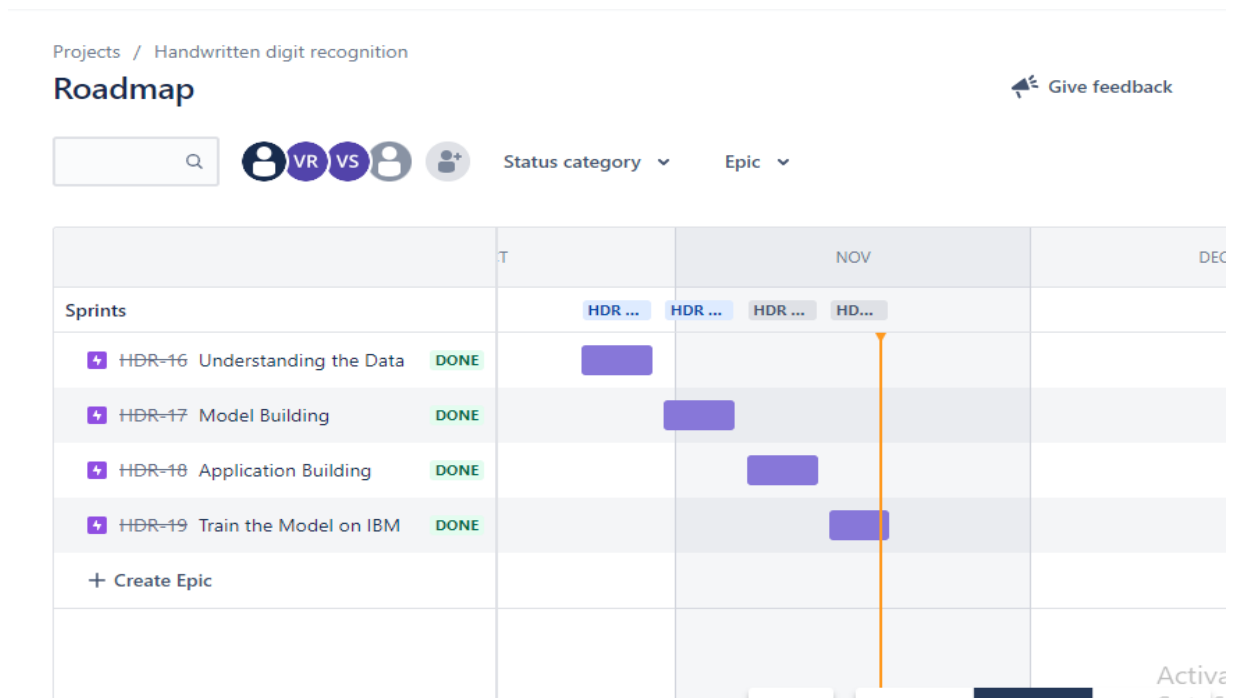 Projects / Handwritten digit recognition
Roadmap
Give feedback
VR VS Status category Epic
T NOV DEC
Sprints HDR ... HDR ... HDR ... HD...
HDR-16 Understanding the Data DONE
HDR-17 Model Building DONE
HDR-18 Application Building DONE
HDR-19 Train the Model on IBM DONE
+ Create Epic
Activa